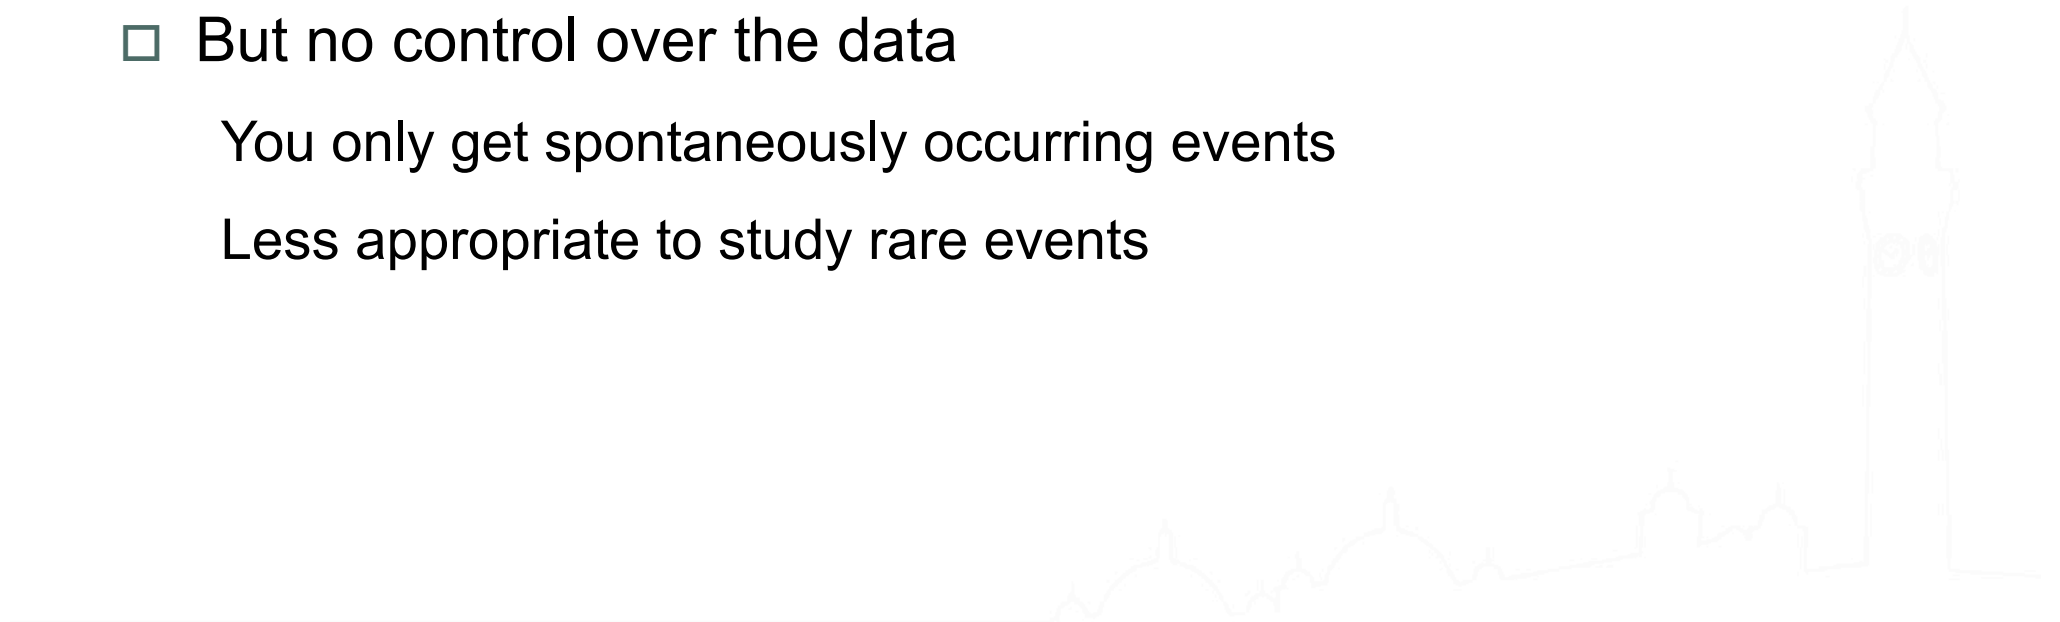 But no control over the data
You only get spontaneously occurring events
Less appropriate to study rare events